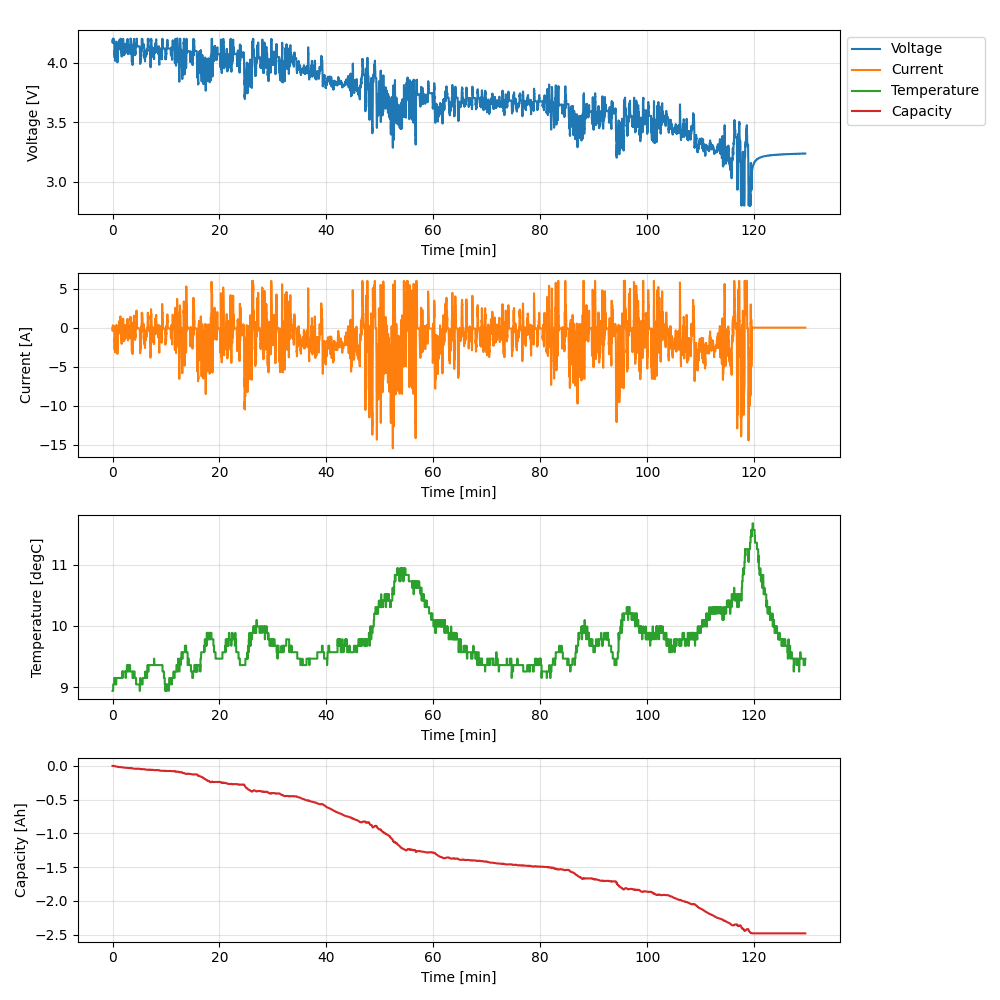 Voltage
Current
Temperature
Capacity
Voltage [V]
4.0
3.5
3.0
0 20 40 60 80 100 120
Time [min]
Current [A]
5
0
−5
−10
−15
0 20 40 60 80 100 120
Time [min]
Temperature [degC]
11
10
9
0 20 40 60 80 100 120
Time [min]
Capacity [Ah]
0.0
−0.5
−1.0
−1.5
−2.0
−2.5
0 20 40 60 80 100 120
Time [min]